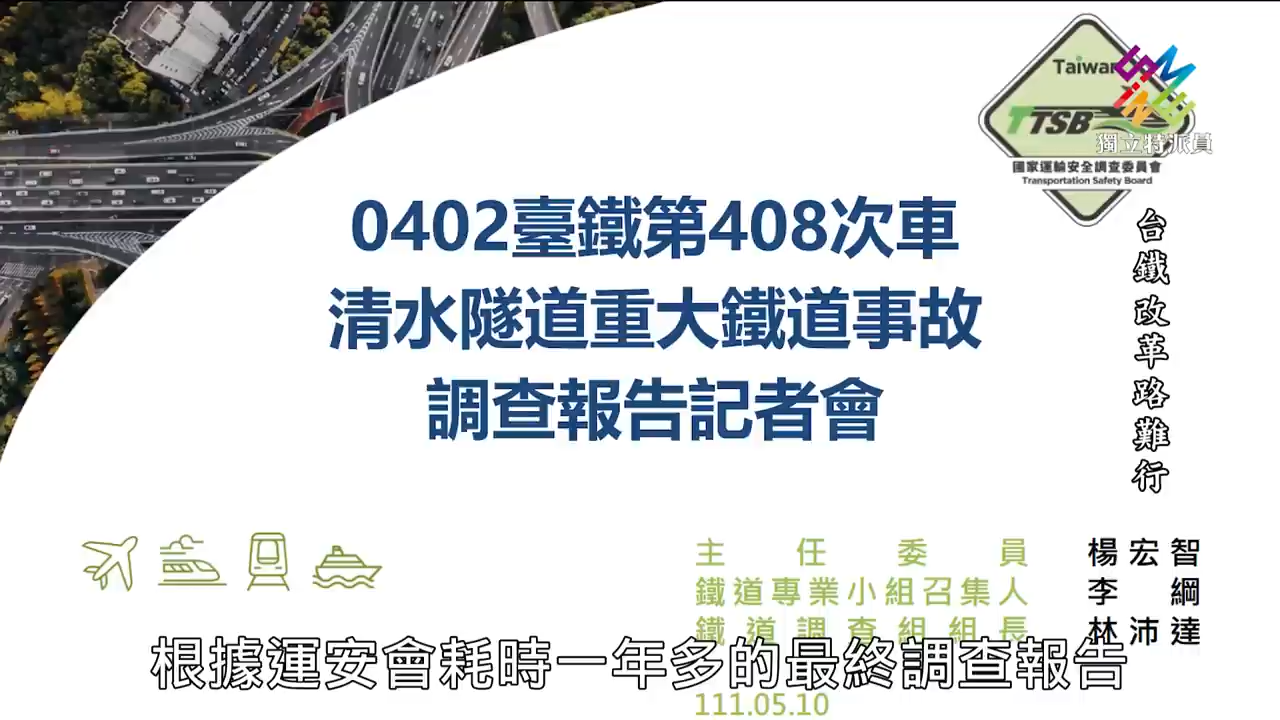 Taiwan
TTSB
獨立特派員
國家運輸安全調查委員會
Transportation Safety Board
0402臺鐵第408次車
清水隧道重大鐵道事故
調查報告記者會
台鐵改革路難行
主任委員 楊宏智
鐵道專業小組召集人 李綱
鐵道調查組組長 林沛達
根據運安會耗時一年多的最終調查報告
111.05.10